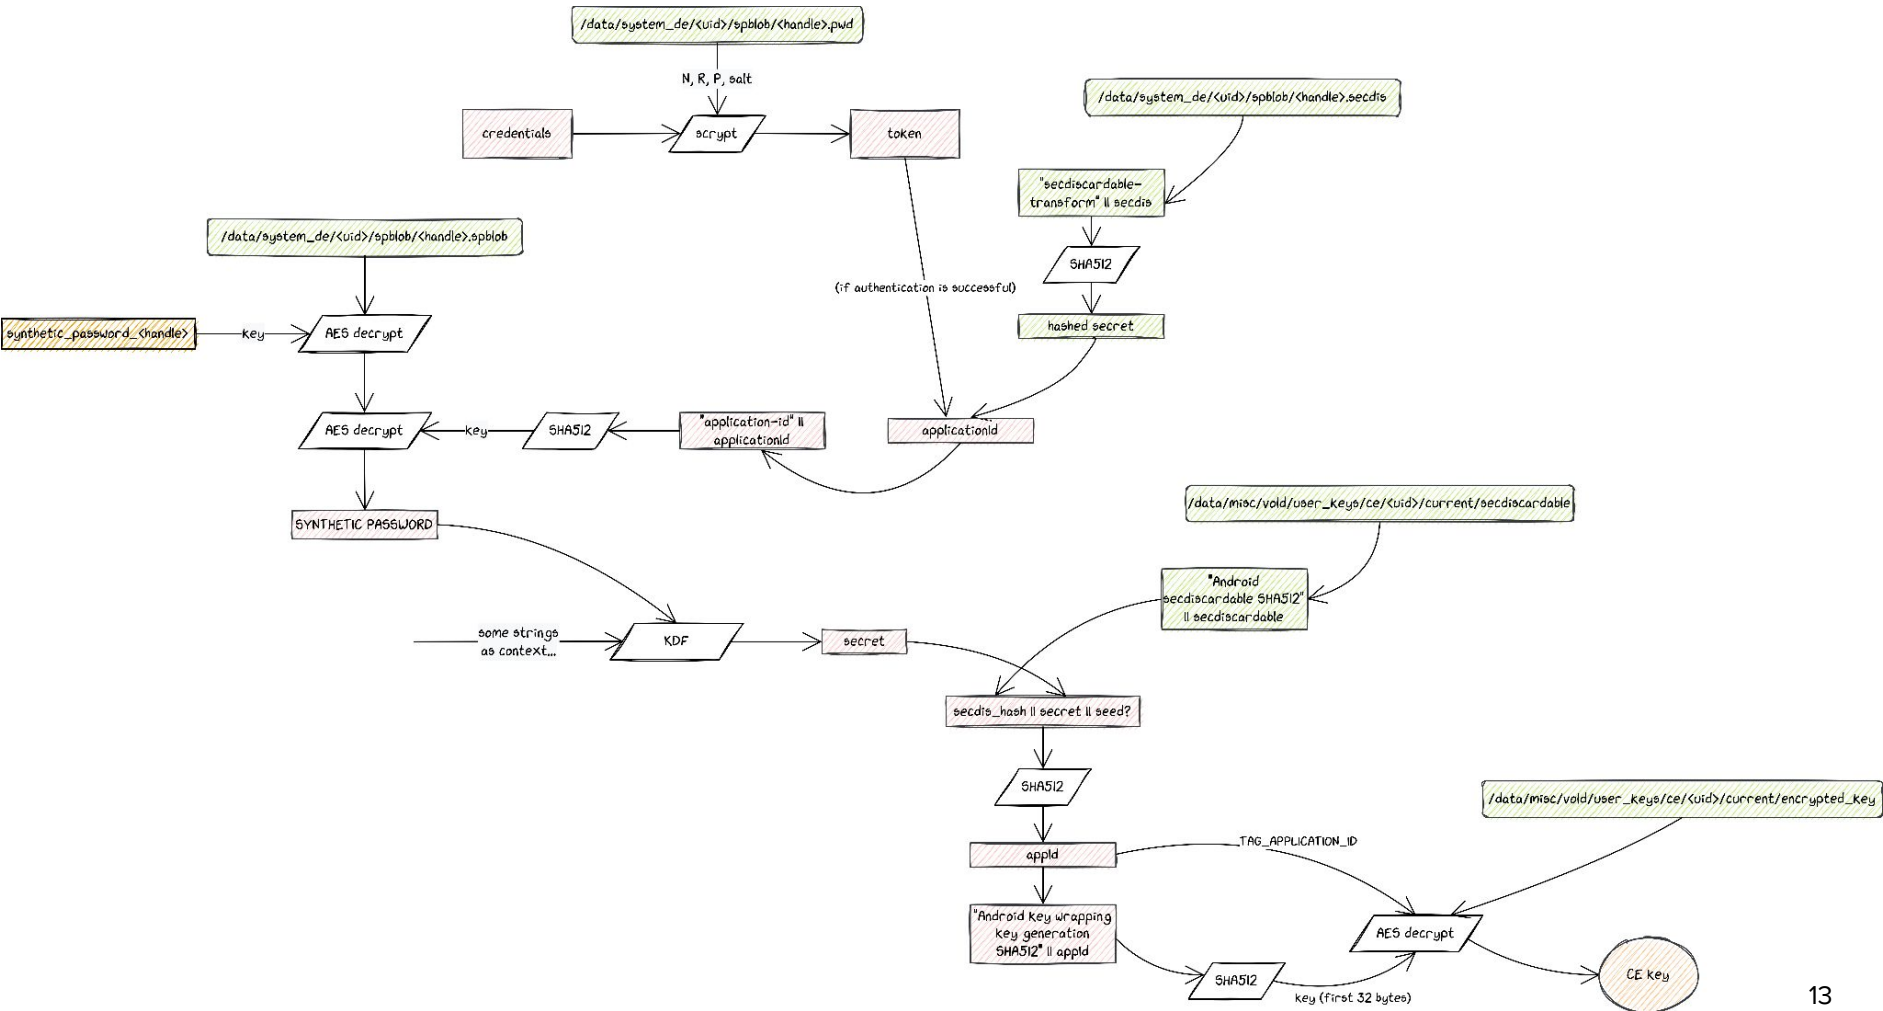 /data/system_de/<uid>/spblob/<handle>.pwd
N, R, P, salt
/data/system_de/<uid>/spblob/<handle>.secdis
credentials
scrypt
token
"secdiscardable-
transform" || secdis
/data/system_de/<uid>/spblob/<handle>.spblob
SHA512
(if authentication is successful)
synthetic_password_<handle>
key
AES decrypt
hashed secret
AES decrypt
key
SHA512
"application-id" ||
applicationId
applicationId
SYNTHETIC PASSWORD
/data/misc/vold/user_keys/ce/<uid>/current/secdiscardable
"Android
secdiscardable SHA512"
|| secdiscardable
some strings
as context...
KDF
secret
secdis_hash || secret || seed?
SHA512
/data/misc/vold/user_keys/ce/<uid>/current/encrypted_key
appId
TAG_APPLICATION_ID
"Android key wrapping
key generation
SHA512" || appId
AES decrypt
SHA512
key (first 32 bytes)
CE key
13